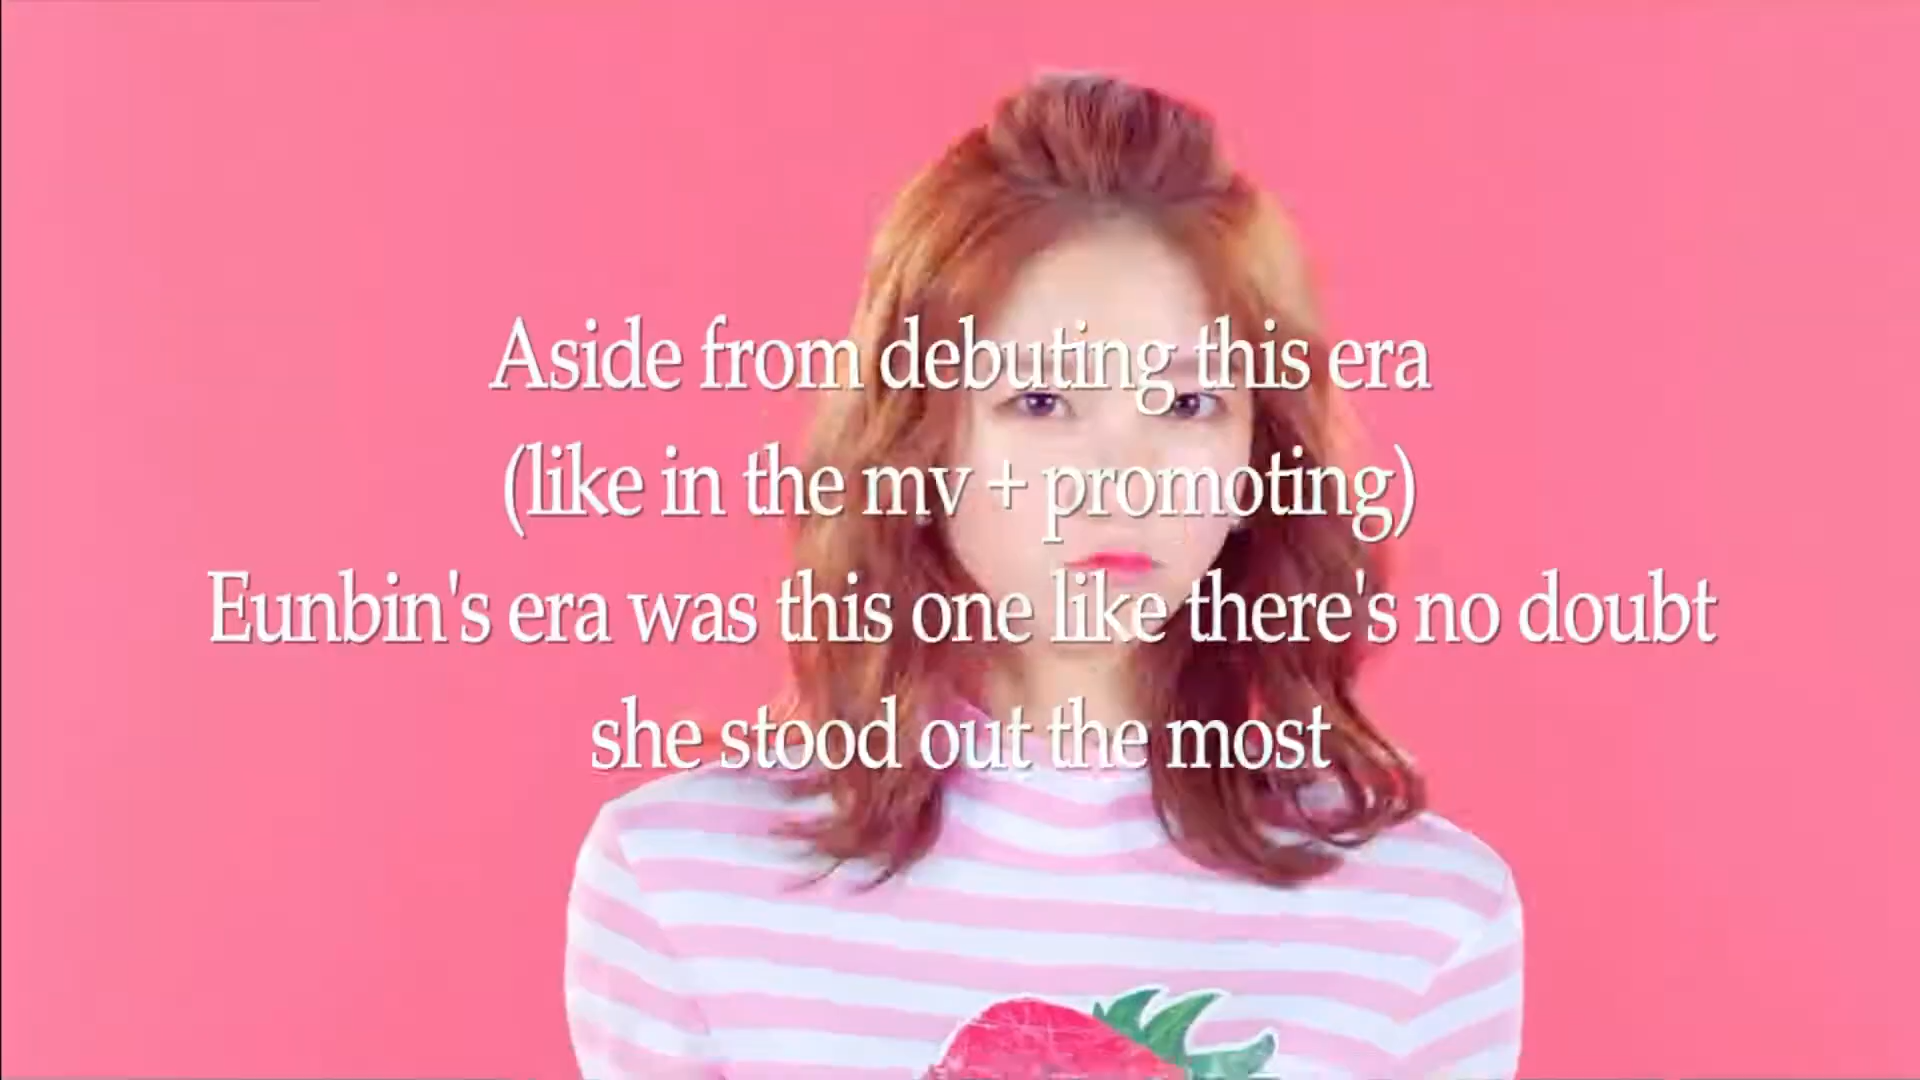 Aside from debuting this era
(like in the mv + promoting)
Eunbin's era was this one like there's no doubt
she stood out the most